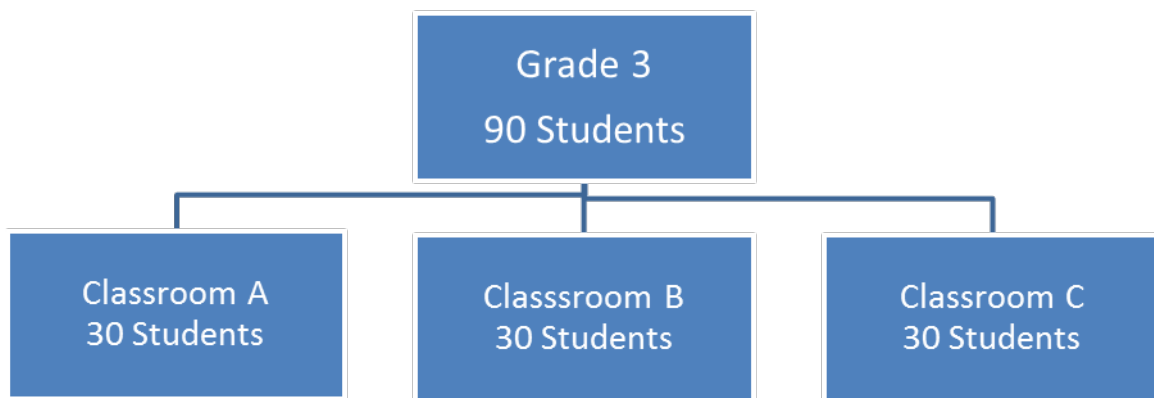 Grade 3
90 Students
Classroom A
30 Students
Classsroom B
30 Students
Classroom C
30 Students